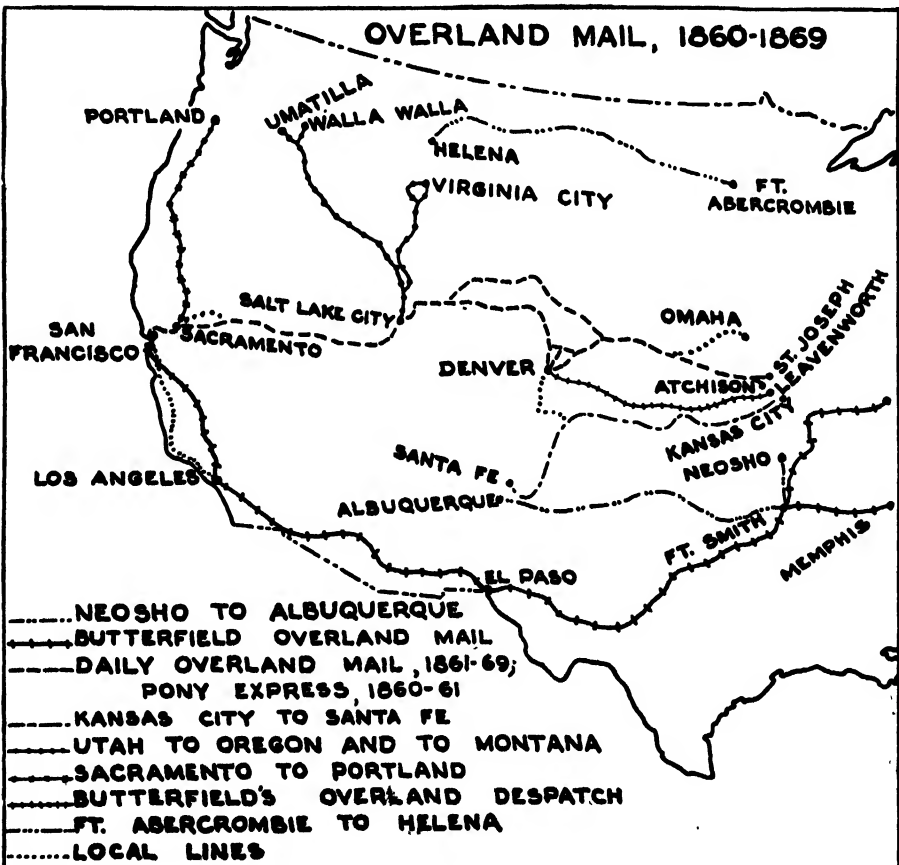 OVERLAND MAIL, 1860-1869
PORTLAND
UMATILLA
WALLA WALLA
HELENA
VIRGINIA CITY
FT.
ABERCROMBIE
SALT LAKE CITY
SAN
FRANCISCO
SACRAMENTO
OMAHA
ST. JOSEPH
LEAVENWORTH
DENVER
ATCHISON
KANSAS CITY
NEOSHO
SANTA FE
LOS ANGELES
ALBUQUERQUE
FT. SMITH
MEMPHIS
EL PASO
NEOSHO TO ALBUQUERQUE
BUTTERFIELD OVERLAND MAIL
DAILY OVERLAND MAIL, 1861-69;
PONY EXPRESS, 1860-61
KANSAS CITY TO SANTA FE
UTAH TO OREGON AND TO MONTANA
SACRAMENTO TO PORTLAND
BUTTERFIELD'S OVERLAND DESPATCH
FT. ABERCROMBIE TO HELENA
LOCAL LINES